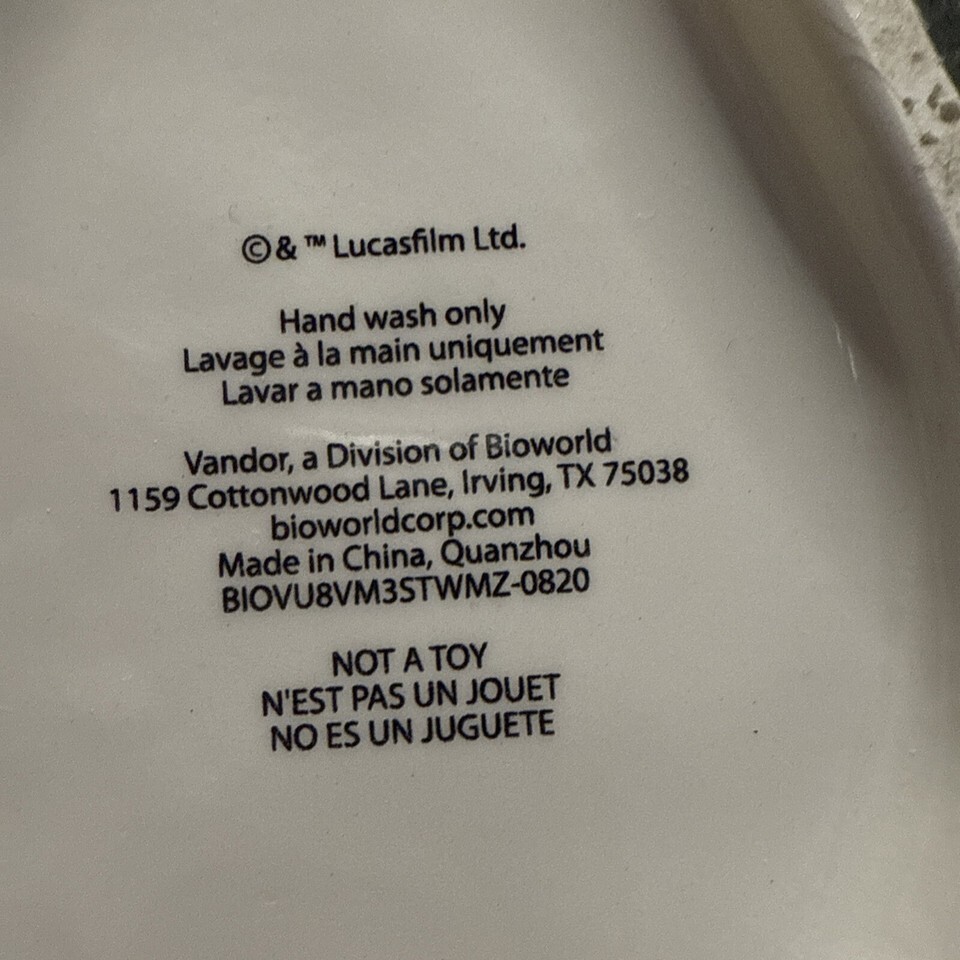 ©& ™ Lucasfilm Ltd.
Hand wash only
Lavage à la main uniquement
Lavar a mano solamente
Vandor, a Division of Bioworld
1159 Cottonwood Lane, Irving, TX 75038
bioworldcorp.com
Made in China, Quanzhou
BIOVU8VM3STWMZ-0820
NOT A TOY
N'EST PAS UN JOUET
NO ES UN JUGUETE